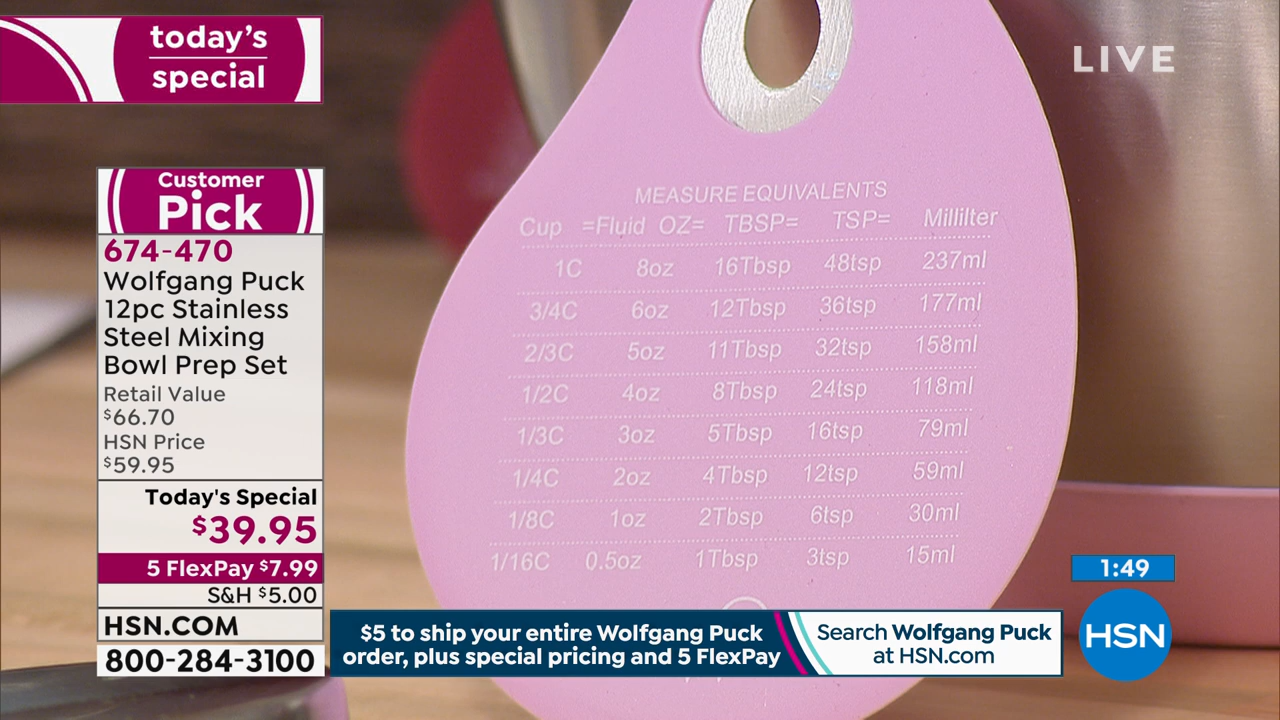 today's
special
LIVE
Customer
Pick
674-470
Wolfgang Puck
12pc Stainless
Steel Mixing
Bowl Prep Set
Retail Value
$66.70
HSN Price
$59.95
Today's Special
$39.95
5 FlexPay $7.99
S&H $5.00
HSN.COM
800-284-3100
MEASURE EQUIVALENTS
Cup =Fluid OZ= TBSP= TSP= Millilter
1C 8oz 16Tbsp 48tsp 237ml
3/4C 6oz 12Tbsp 36tsp 177ml
2/3C 5oz 11Tbsp 32tsp 158ml
1/2C 4oz 8Tbsp 24tsp 118ml
1/3C 3oz 5Tbsp 16tsp 79ml
1/4C 2oz 4Tbsp 12tsp 59ml
1/8C 1oz 2Tbsp 6tsp 30ml
1/16C 0.5oz 1Tbsp 3tsp 15ml
$5 to ship your entire Wolfgang Puck
order, plus special pricing and 5 FlexPay
Search Wolfgang Puck
at HSN.com
1:49
HSN